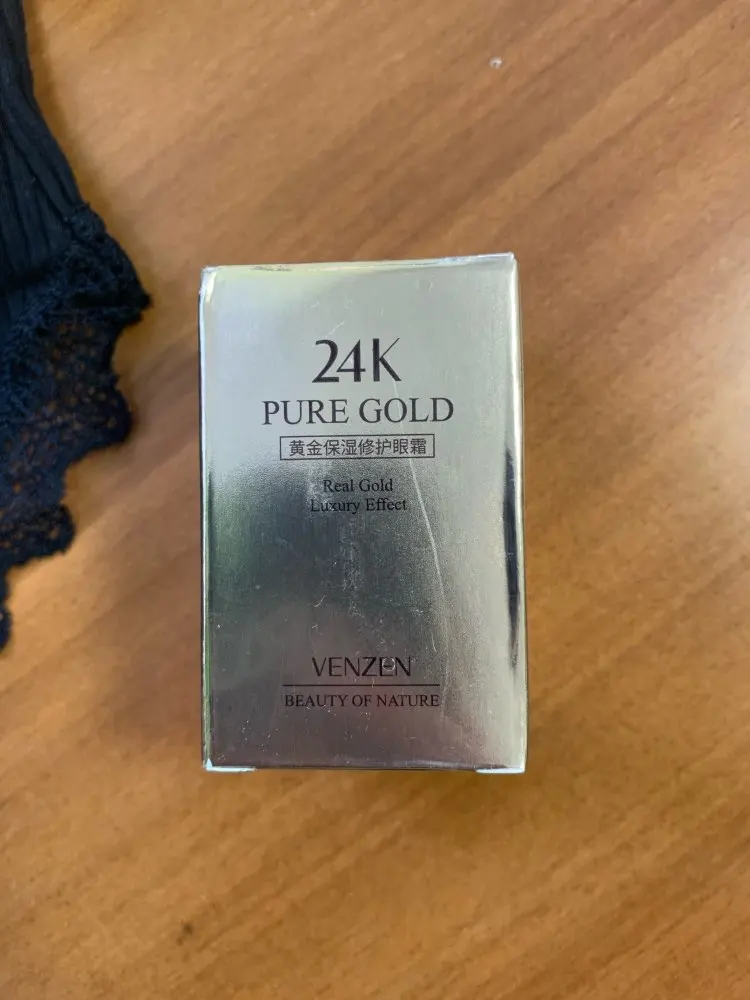 24K
PURE GOLD
黄金保湿修护眼霜
Real Gold
Luxury Effect
VENZEN
BEAUTY OF NATURE